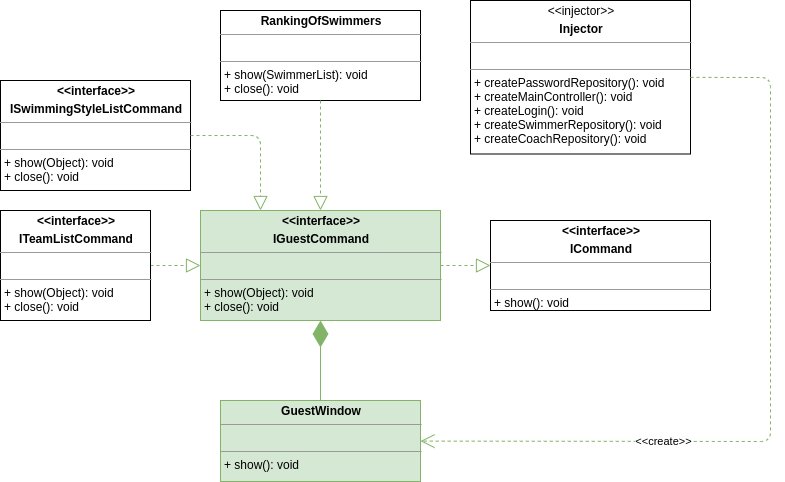 RankingOfSwimmers
+ show(SwimmerList): void
+ close(): void
<<injector>>
Injector
+ createPasswordRepository(): void
+ createMainController(): void
+ createLogin(): void
+ createSwimmerRepository(): void
+ createCoachRepository(): void
<<interface>>
ISwimmingStyleListCommand
+ show(Object): void
+ close(): void
<<interface>>
ITeamListCommand
+ show(Object): void
+ close(): void
<<interface>>
IGuestCommand
+ show(Object): void
+ close(): void
<<interface>>
ICommand
+ show(): void
GuestWindow
+ show(): void
<<create>>